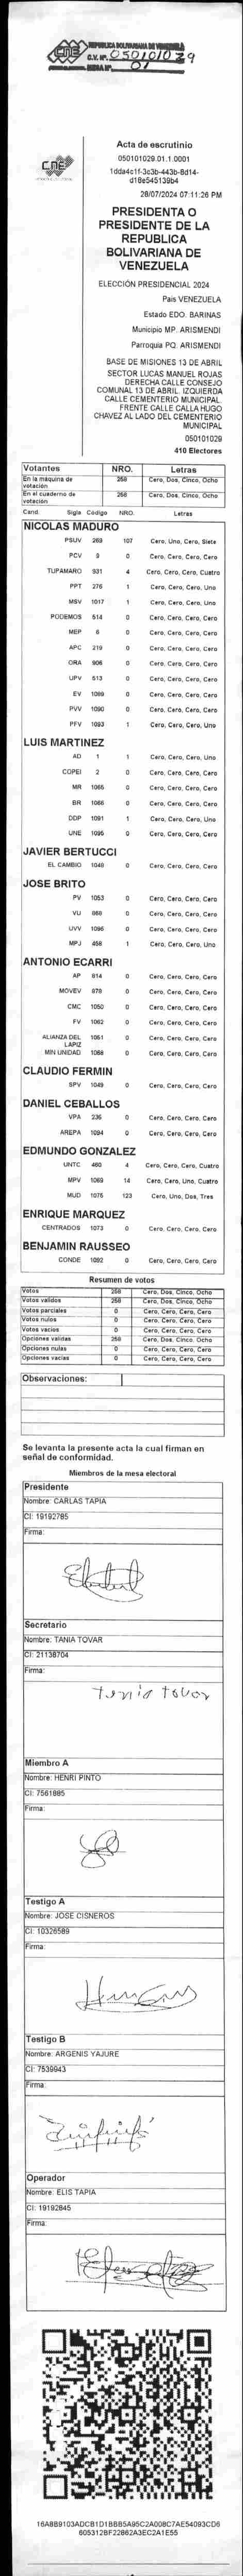 CNE
REPUBLICA BOLIVARIANA DE VENEZUELA
C.V. Nº. 050101029
MESA Nº. 01
CNE
Acta de escrutinio
050101029.01.1.0001
1dda4c1f-3c3b-443b-8d14-
d18e545139b4
28/07/2024 07:11:26 PM
PRESIDENTA O
PRESIDENTE DE LA
REPUBLICA
BOLIVARIANA DE
VENEZUELA
ELECCIÓN PRESIDENCIAL 2024
Pais VENEZUELA
Estado EDO. BARINAS
Municipio MP. ARISMENDI
Parroquia PQ. ARISMENDI
BASE DE MISIONES 13 DE ABRIL
SECTOR LUCAS MANUEL ROJAS
DERECHA CALLE CONSEJO
COMUNAL 13 DE ABRIL. IZQUIERDA
CALLE CEMENTERIO MUNICIPAL.
FRENTE CALLE CALLA HUGO
CHAVEZ AL LADO DEL CEMENTERIO
MUNICIPAL
050101029
410 Electores
Votantes NRO. Letras
En la máquina de votación 258 Cero, Dos, Cinco, Ocho
En el cuaderno de votación 258 Cero, Dos, Cinco, Ocho
Cand. Sigla Código NRO. Letras
NICOLAS MADURO
PSUV 269 107 Cero, Uno, Cero, Siete
PCV 9 0 Cero, Cero, Cero, Cero
TUPAMARO 931 4 Cero, Cero, Cero, Cuatro
PPT 276 1 Cero, Cero, Cero, Uno
MSV 1017 1 Cero, Cero, Cero, Uno
PODEMOS 514 0 Cero, Cero, Cero, Cero
MEP 6 0 Cero, Cero, Cero, Cero
APC 219 0 Cero, Cero, Cero, Cero
ORA 906 0 Cero, Cero, Cero, Cero
UPV 513 0 Cero, Cero, Cero, Cero
EV 1089 0 Cero, Cero, Cero, Cero
PVV 1090 0 Cero, Cero, Cero, Cero
PFV 1093 1 Cero, Cero, Cero, Uno
LUIS MARTINEZ
AD 1 1 Cero, Cero, Cero, Uno
COPEI 2 0 Cero, Cero, Cero, Cero
MR 1065 0 Cero, Cero, Cero, Cero
BR 1066 0 Cero, Cero, Cero, Cero
DDP 1091 1 Cero, Cero, Cero, Uno
UNE 1095 0 Cero, Cero, Cero, Cero
JAVIER BERTUCCI
EL CAMBIO 1048 0 Cero, Cero, Cero, Cero
JOSE BRITO
PV 1053 0 Cero, Cero, Cero, Cero
VU 868 0 Cero, Cero, Cero, Cero
UVV 1096 0 Cero, Cero, Cero, Cero
MPJ 458 1 Cero, Cero, Cero, Uno
ANTONIO ECARRI
AP 814 0 Cero, Cero, Cero, Cero
MOVEV 979 0 Cero, Cero, Cero, Cero
CMC 1050 0 Cero, Cero, Cero, Cero
FV 1062 0 Cero, Cero, Cero, Cero
ALIANZA DEL LAPIZ 1051 0 Cero, Cero, Cero, Cero
MIN UNIDAD 1068 0 Cero, Cero, Cero, Cero
CLAUDIO FERMIN
SPV 1049 0 Cero, Cero, Cero, Cero
DANIEL CEBALLOS
VPA 236 0 Cero, Cero, Cero, Cero
AREPA 1094 0 Cero, Cero, Cero, Cero
EDMUNDO GONZALEZ
UNTC 460 4 Cero, Cero, Cero, Cuatro
MPV 1069 14 Cero, Cero, Uno, Cuatro
MUD 1075 123 Cero, Uno, Dos, Tres
ENRIQUE MARQUEZ
CENTRADOS 1073 0 Cero, Cero, Cero, Cero
BENJAMIN RAUSSEO
CONDE 1092 0 Cero, Cero, Cero, Cero
Resumen de votos
Votos 258 Cero, Dos, Cinco, Ocho
Votos validos 258 Cero, Dos, Cinco, Ocho
Votos parciales 0 Cero, Cero, Cero, Cero
Votos nulos 0 Cero, Cero, Cero, Cero
Votos vacios 0 Cero, Cero, Cero, Cero
Opciones validas 258 Cero, Dos, Cinco, Ocho
Opciones nulas 0 Cero, Cero, Cero, Cero
Opciones vacias 0 Cero, Cero, Cero, Cero
Observaciones:
Se levanta la presente acta la cual firman en
señal de conformidad.
Miembros de la mesa electoral
Presidente
Nombre: CARLAS TAPIA
CI: 19192785
Firma:
Secretario
Nombre: TANIA TOVAR
CI: 21138704
Firma:
Tania Tovar
Miembro A
Nombre: HENRI PINTO
CI: 7561885
Firma:
Testigo A
Nombre: JOSE CISNEROS
CI: 10326589
Firma:
Testigo B
Nombre: ARGENIS YAJURE
CI: 7539943
Firma:
Operador
Nombre: ELIS TAPIA
CI: 19192845
Firma:
16A8B9103ADCB1D1BBB5A95C2A008C7AE54093CD6
605312BF22862A3EC2A1E55